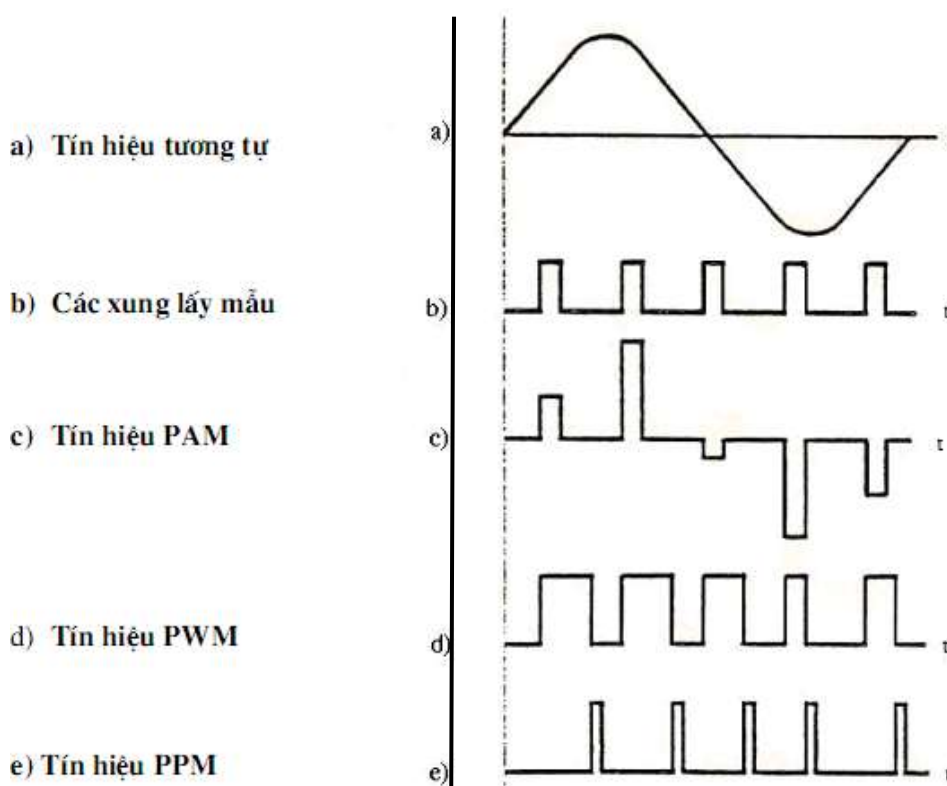 a) Tín hiệu tương tự
a)
b) Các xung lấy mẫu
b)
t
c) Tín hiệu PAM
c)
t
d) Tín hiệu PWM
d)
t
e) Tín hiệu PPM
e)
t